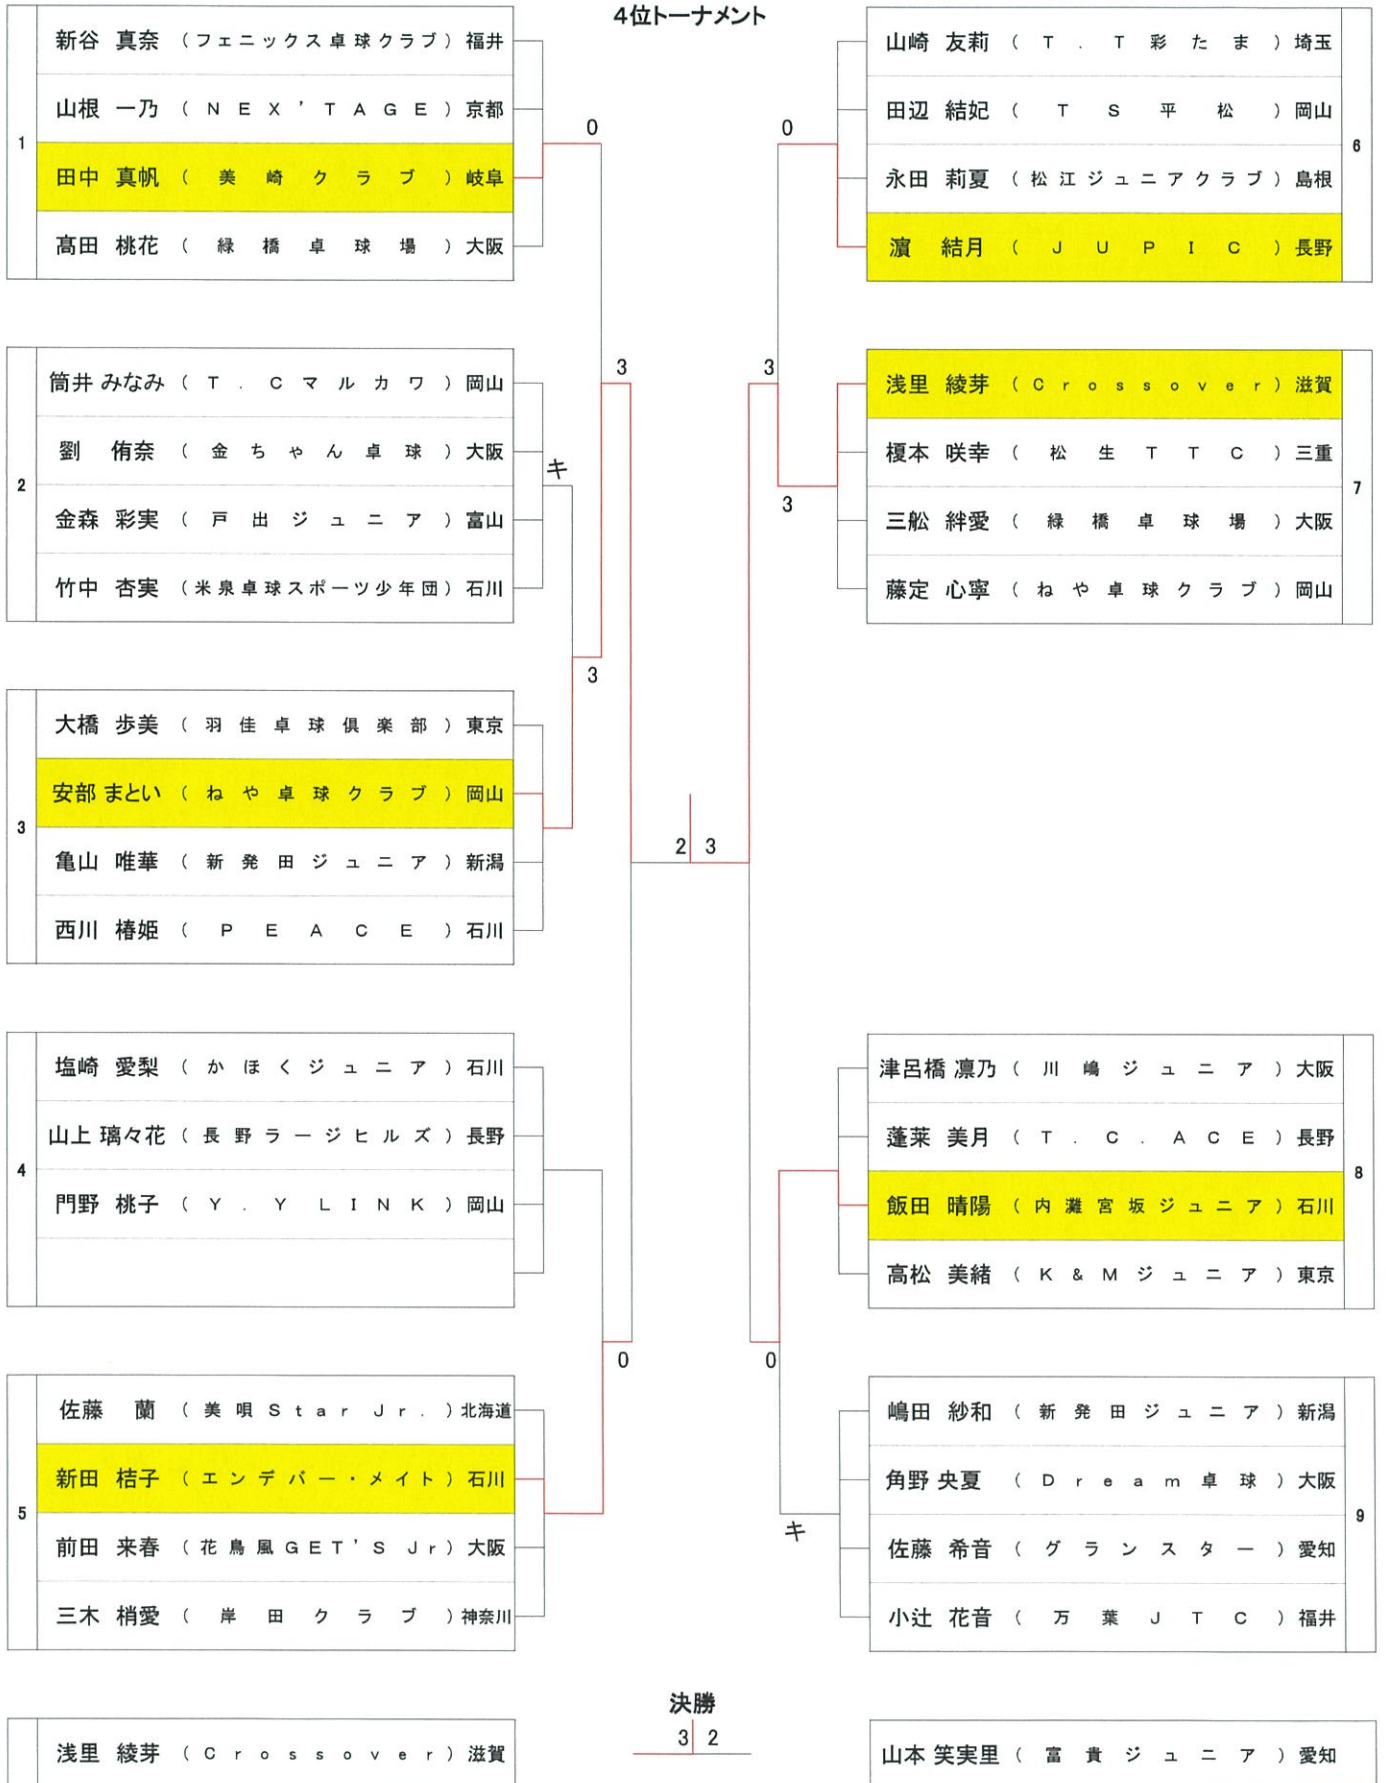 4位トーナメント
1
新谷 真奈 (フェニックス卓球クラブ) 福井
山根 一乃 (NEX'TAGE) 京都
田中 真帆 (美崎クラブ) 岐阜
髙田 桃花 (緑橋卓球場) 大阪
0
2
筒井 みなみ (T.Cマルカワ) 岡山
劉 侑奈 (金ちゃん卓球) 大阪
金森 彩実 (戸出ジュニア) 富山
竹中 杏実 (米泉卓球スポーツ少年団) 石川
キ
3
3
3
大橋 歩美 (羽佳卓球倶楽部) 東京
安部 まとい (ねや卓球クラブ) 岡山
亀山 唯華 (新発田ジュニア) 新潟
西川 椿姫 (PEACE) 石川
4
塩崎 愛梨 (かほくジュニア) 石川
山上 璃々花 (長野ラージヒルズ) 長野
門野 桃子 (Y.Y LINK) 岡山
0
5
佐藤 蘭 (美唄Star Jr.) 北海道
新田 桔子 (エンデバー・メイト) 石川
前田 来春 (花鳥風GET'S Jr) 大阪
三木 梢愛 (岸田クラブ) 神奈川
2 3
山崎 友莉 (T.T彩たま) 埼玉
田辺 結妃 (TS平松) 岡山
永田 莉夏 (松江ジュニアクラブ) 島根
濵 結月 (JUPIC) 長野
6
0
3
浅里 綾芽 (Crossover) 滋賀
榎本 咲幸 (松生TTC) 三重
三舩 絆愛 (緑橋卓球場) 大阪
藤定 心寧 (ねや卓球クラブ) 岡山
7
3
津呂橋 凛乃 (川嶋ジュニア) 大阪
蓬莱 美月 (T.C.ACE) 長野
飯田 晴陽 (内灘宮坂ジュニア) 石川
高松 美緒 (K&Mジュニア) 東京
8
0
嶋田 紗和 (新発田ジュニア) 新潟
角野 央夏 (Dream卓球) 大阪
佐藤 希音 (グランスター) 愛知
小辻 花音 (万葉JTC) 福井
9
キ
決勝
浅里 綾芽 (Crossover) 滋賀
3 2
山本 笑実里 (富貴ジュニア) 愛知